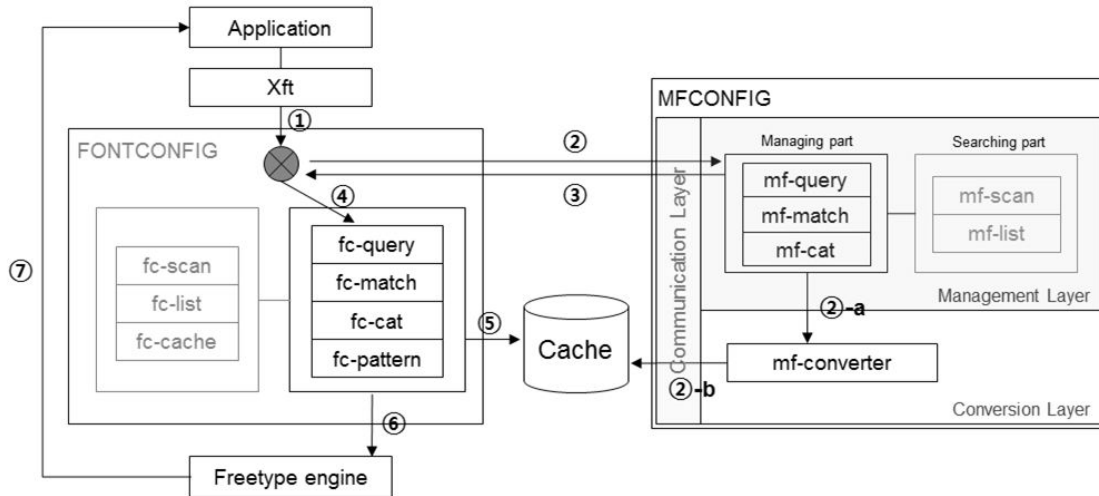 Application
Xft
①
FONTCONFIG
②
③
④
fc-query
fc-match
fc-cat
fc-pattern
fc-scan
fc-list
fc-cache
⑤
⑥
⑦
Freetype engine
Cache
MFCONFIG
Communication Layer
Managing part
mf-query
mf-match
mf-cat
Searching part
mf-scan
mf-list
Management Layer
②-a
mf-converter
②-b
Conversion Layer